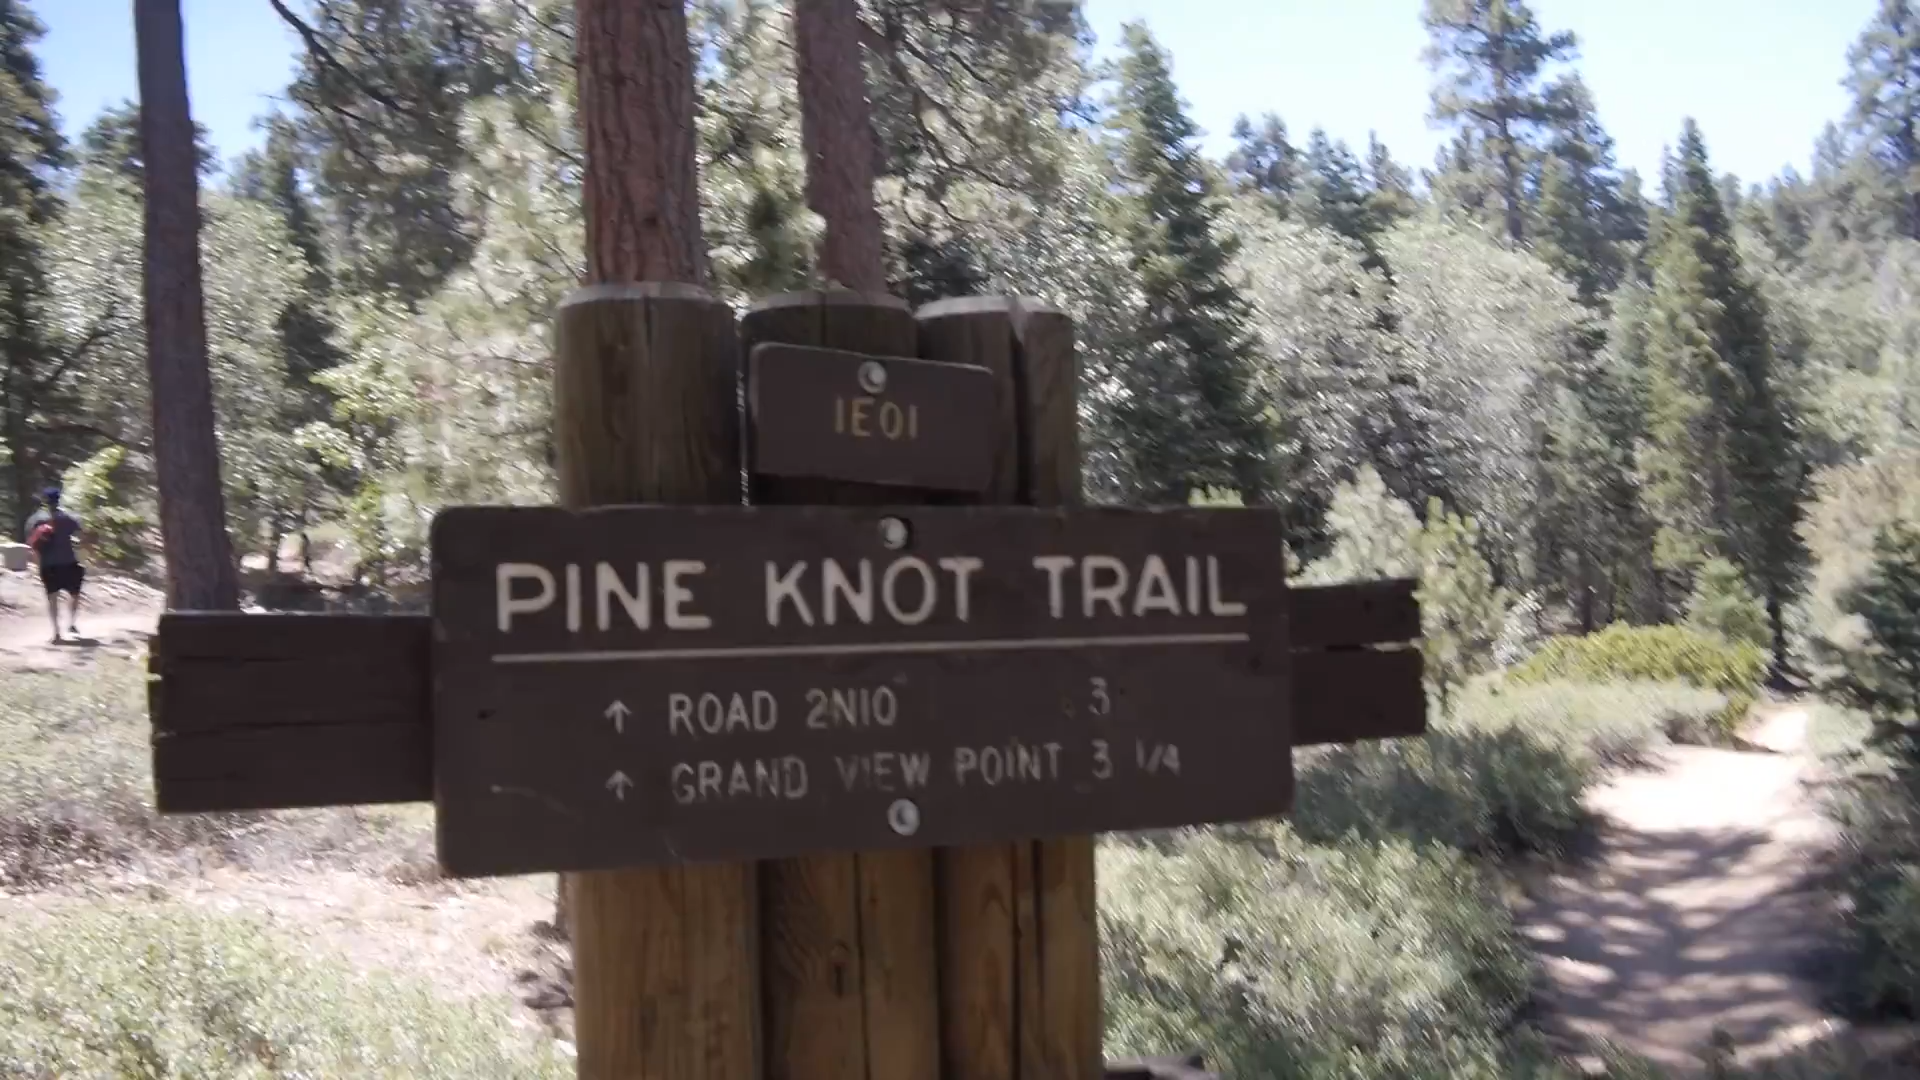 1E01
PINE KNOT TRAIL
↑ ROAD 2N10 3
↑ GRAND VIEW POINT 3 1/4